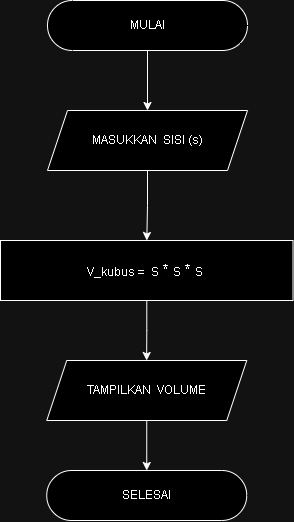 MULAI
MASUKKAN SISI (s)
V_kubus = S * S * S
TAMPILKAN VOLUME
SELESAI